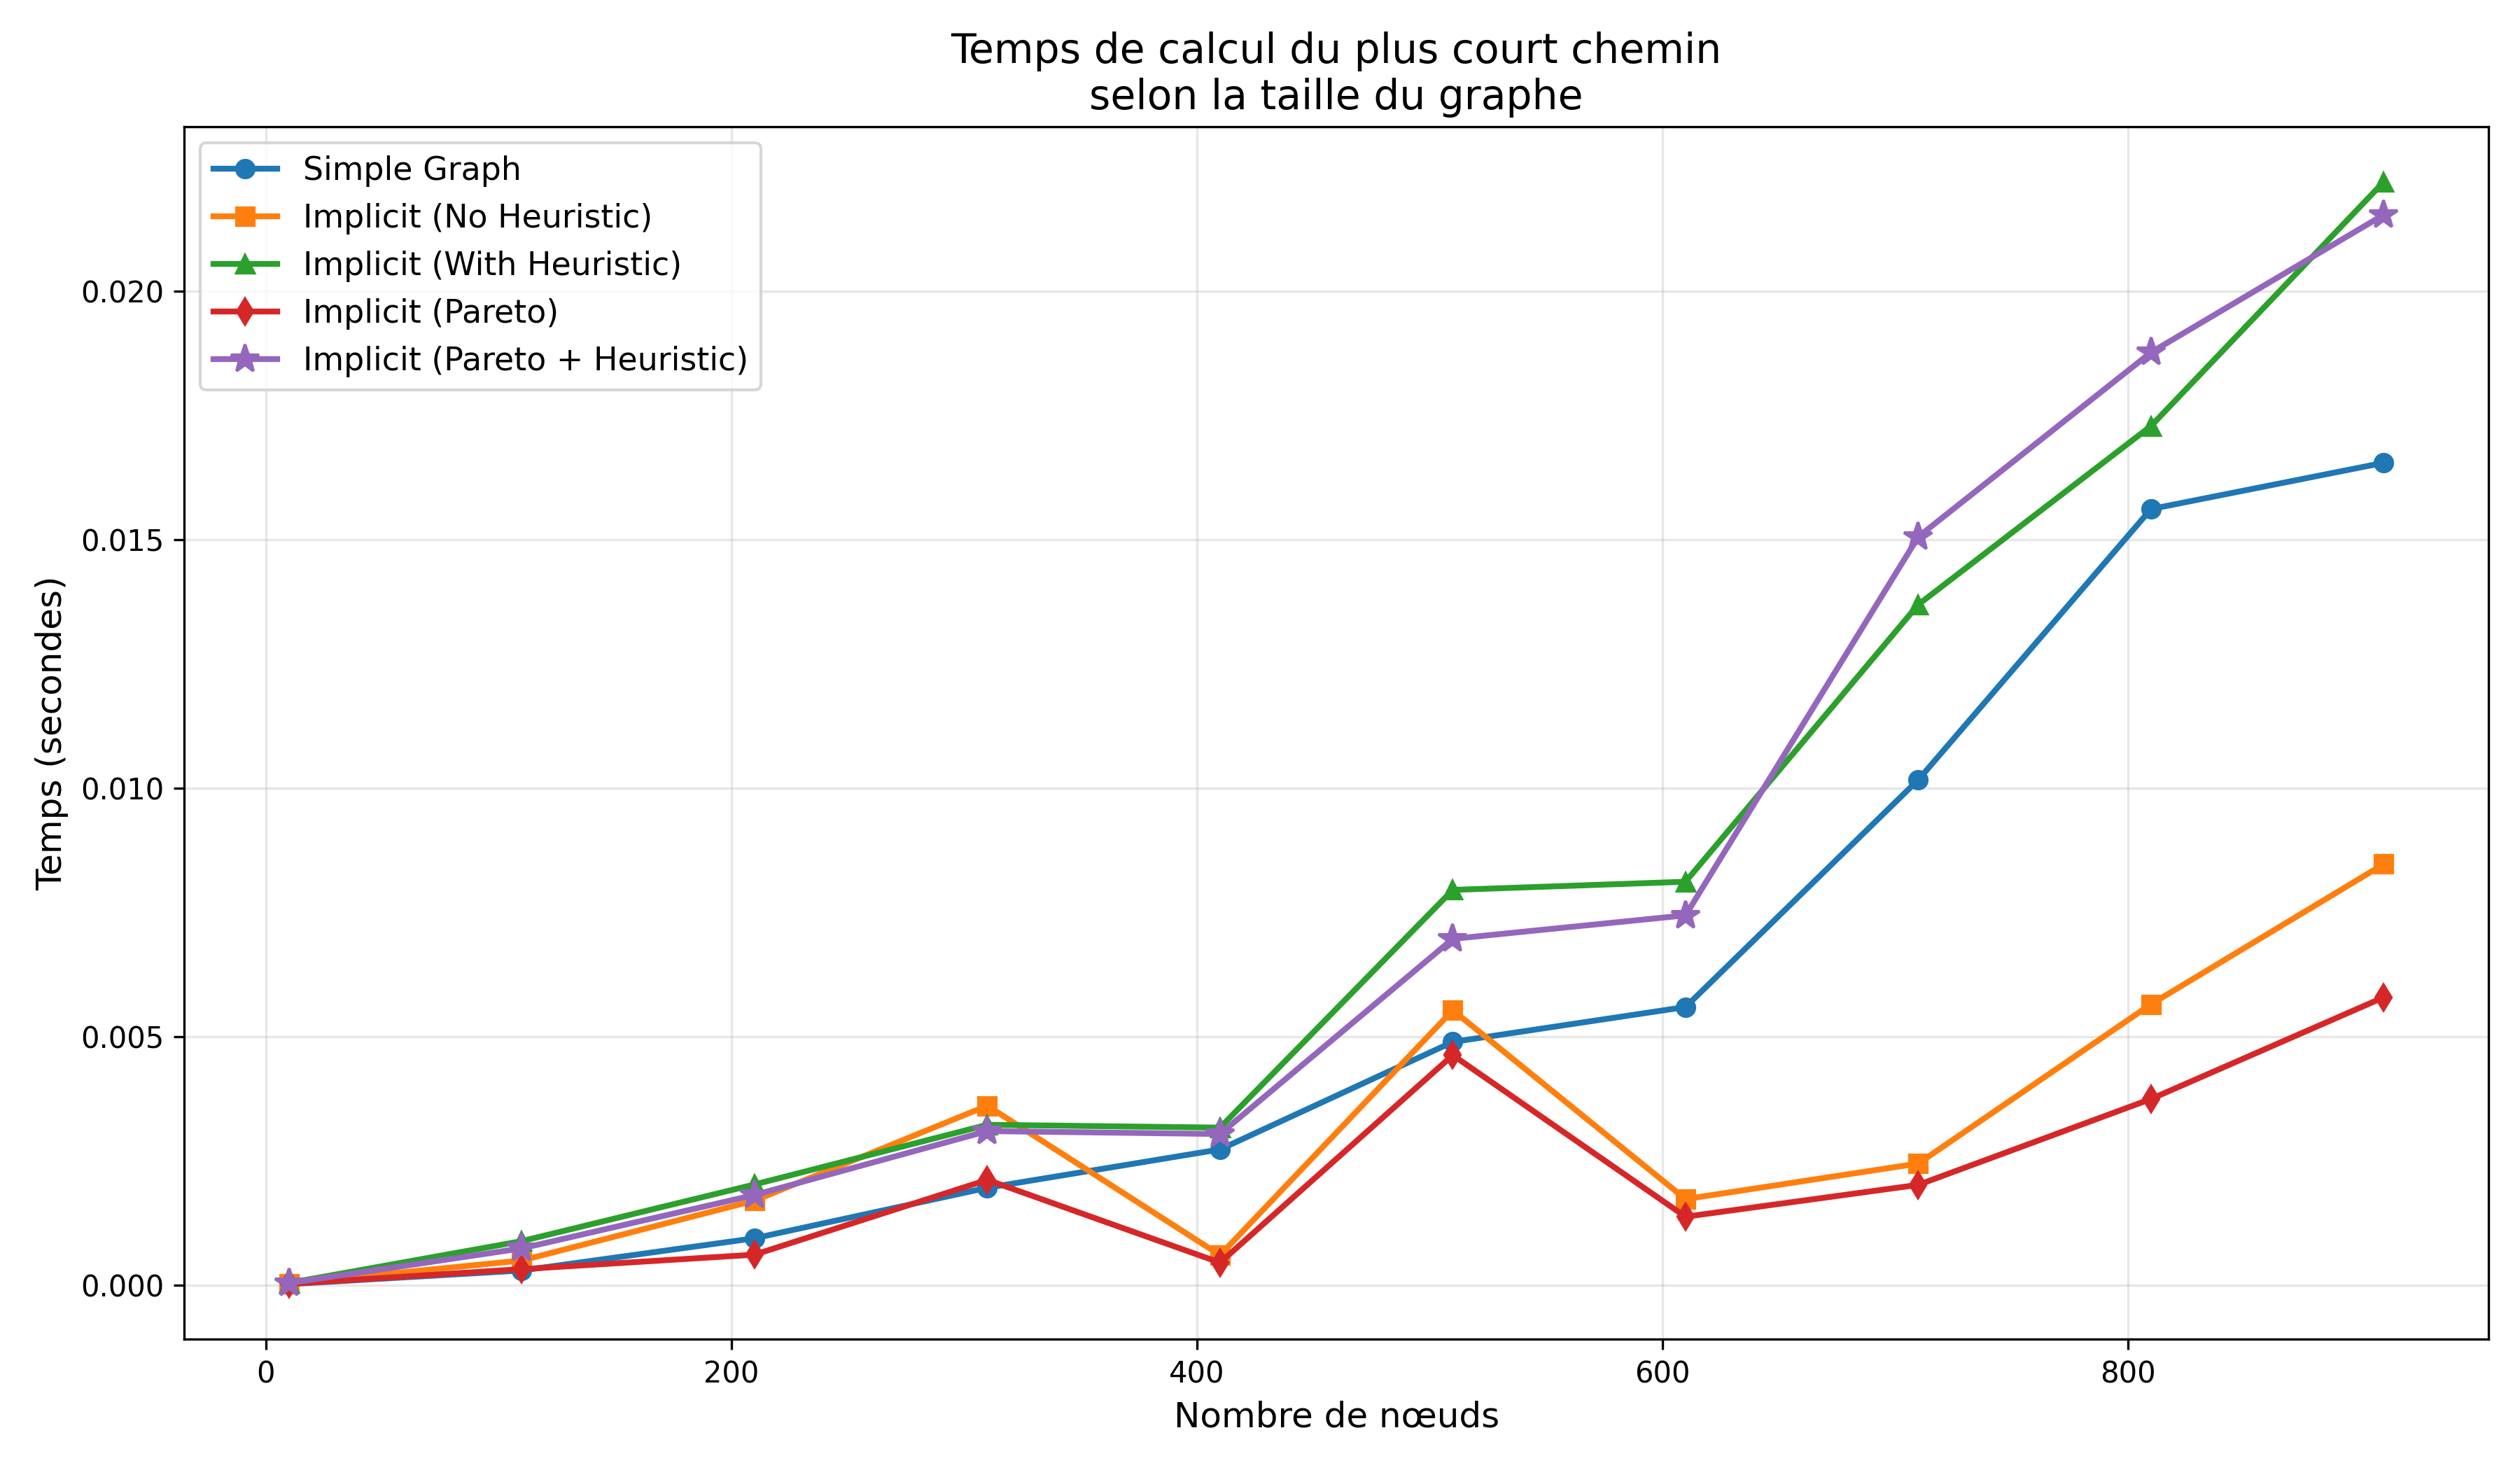 Temps de calcul du plus court chemin
selon la taille du graphe
Simple Graph
Implicit (No Heuristic)
Implicit (With Heuristic)
Implicit (Pareto)
Implicit (Pareto + Heuristic)
Temps (secondes)
0.020
0.015
0.010
0.005
0.000
0
200
400
600
800
Nombre de nœuds